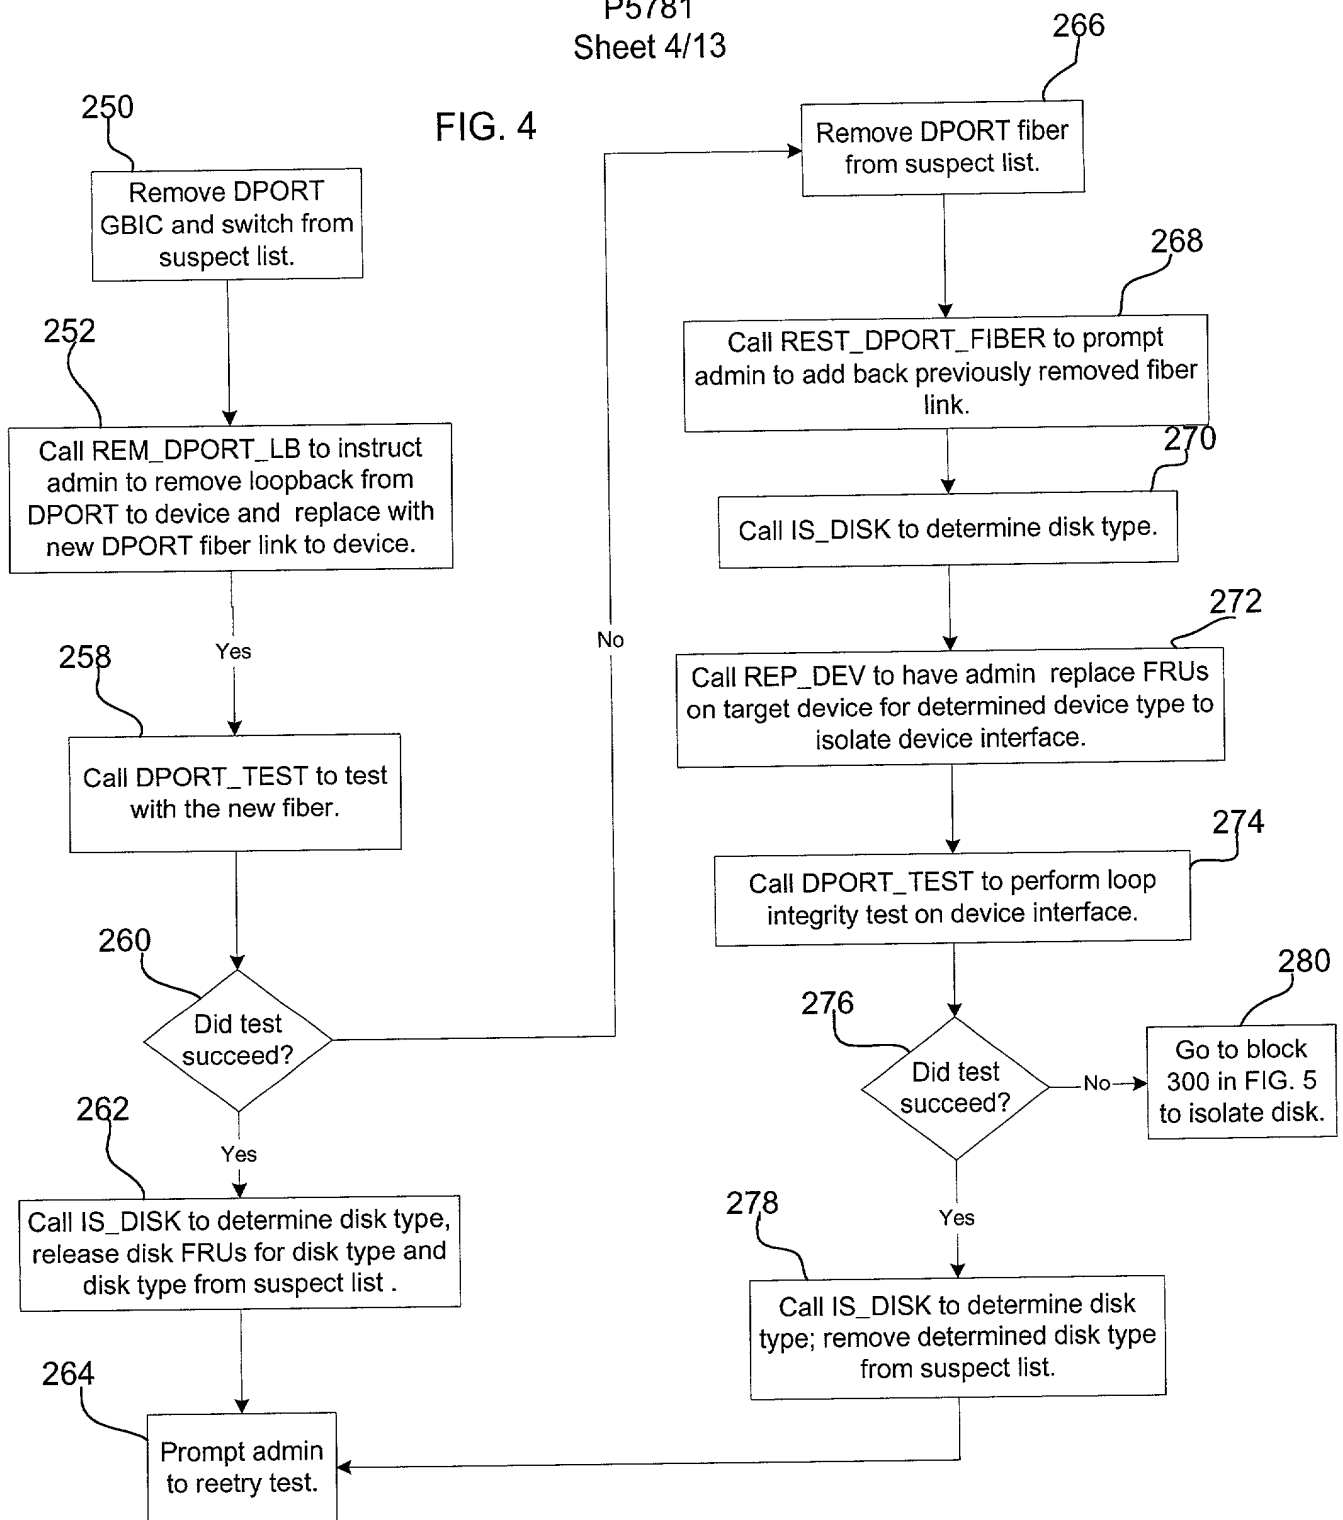 P5781
Sheet 4/13
FIG. 4
250
Remove DPORT
GBIC and switch from
suspect list.
252
Call REM_DPORT_LB to instruct
admin to remove loopback from
DPORT to device and replace with
new DPORT fiber link to device.
Yes
258
Call DPORT_TEST to test
with the new fiber.
260
Did test
succeed?
No
Yes
262
Call IS_DISK to determine disk type,
release disk FRUs for disk type and
disk type from suspect list .
264
Prompt admin
to reetry test.
266
Remove DPORT fiber
from suspect list.
268
Call REST_DPORT_FIBER to prompt
admin to add back previously removed fiber
link.
270
Call IS_DISK to determine disk type.
272
Call REP_DEV to have admin replace FRUs
on target device for determined device type to
isolate device interface.
274
Call DPORT_TEST to perform loop
integrity test on device interface.
276
Did test
succeed?
No
280
Go to block
300 in FIG. 5
to isolate disk.
Yes
278
Call IS_DISK to determine disk
type; remove determined disk type
from suspect list.